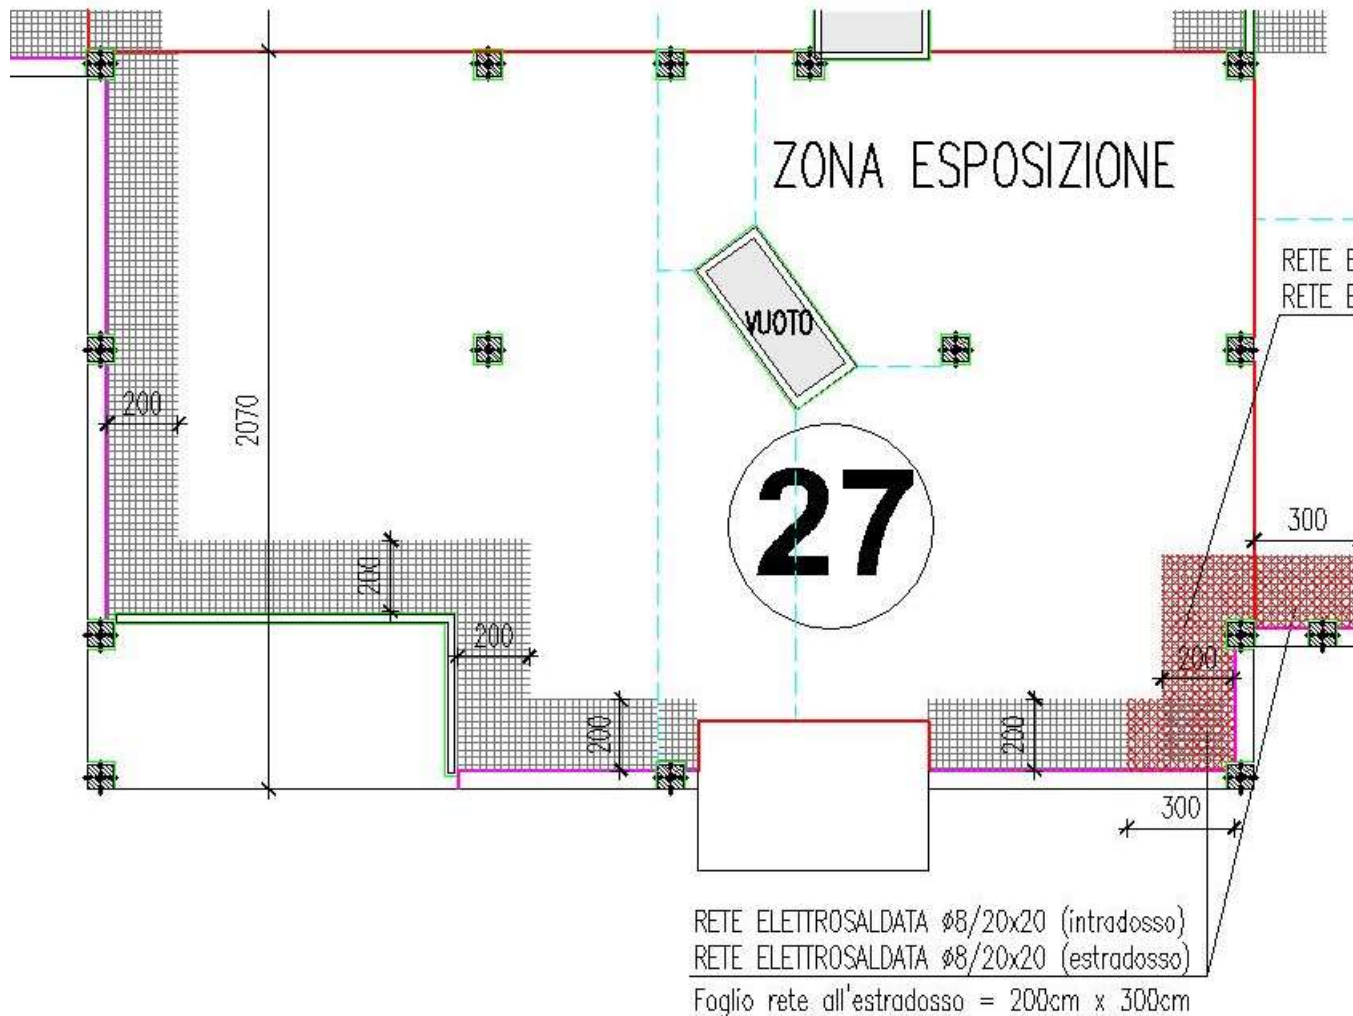 ZONA ESPOSIZIONE
RETE E
RETE E
VUOTO
200
2070
27
300
200
200
200
200
200
300
RETE ELETTROSALDATA ø8/20x20 (intradosso)
RETE ELETTROSALDATA ø8/20x20 (estradosso)
Foglio rete all'estradosso = 200cm x 300cm